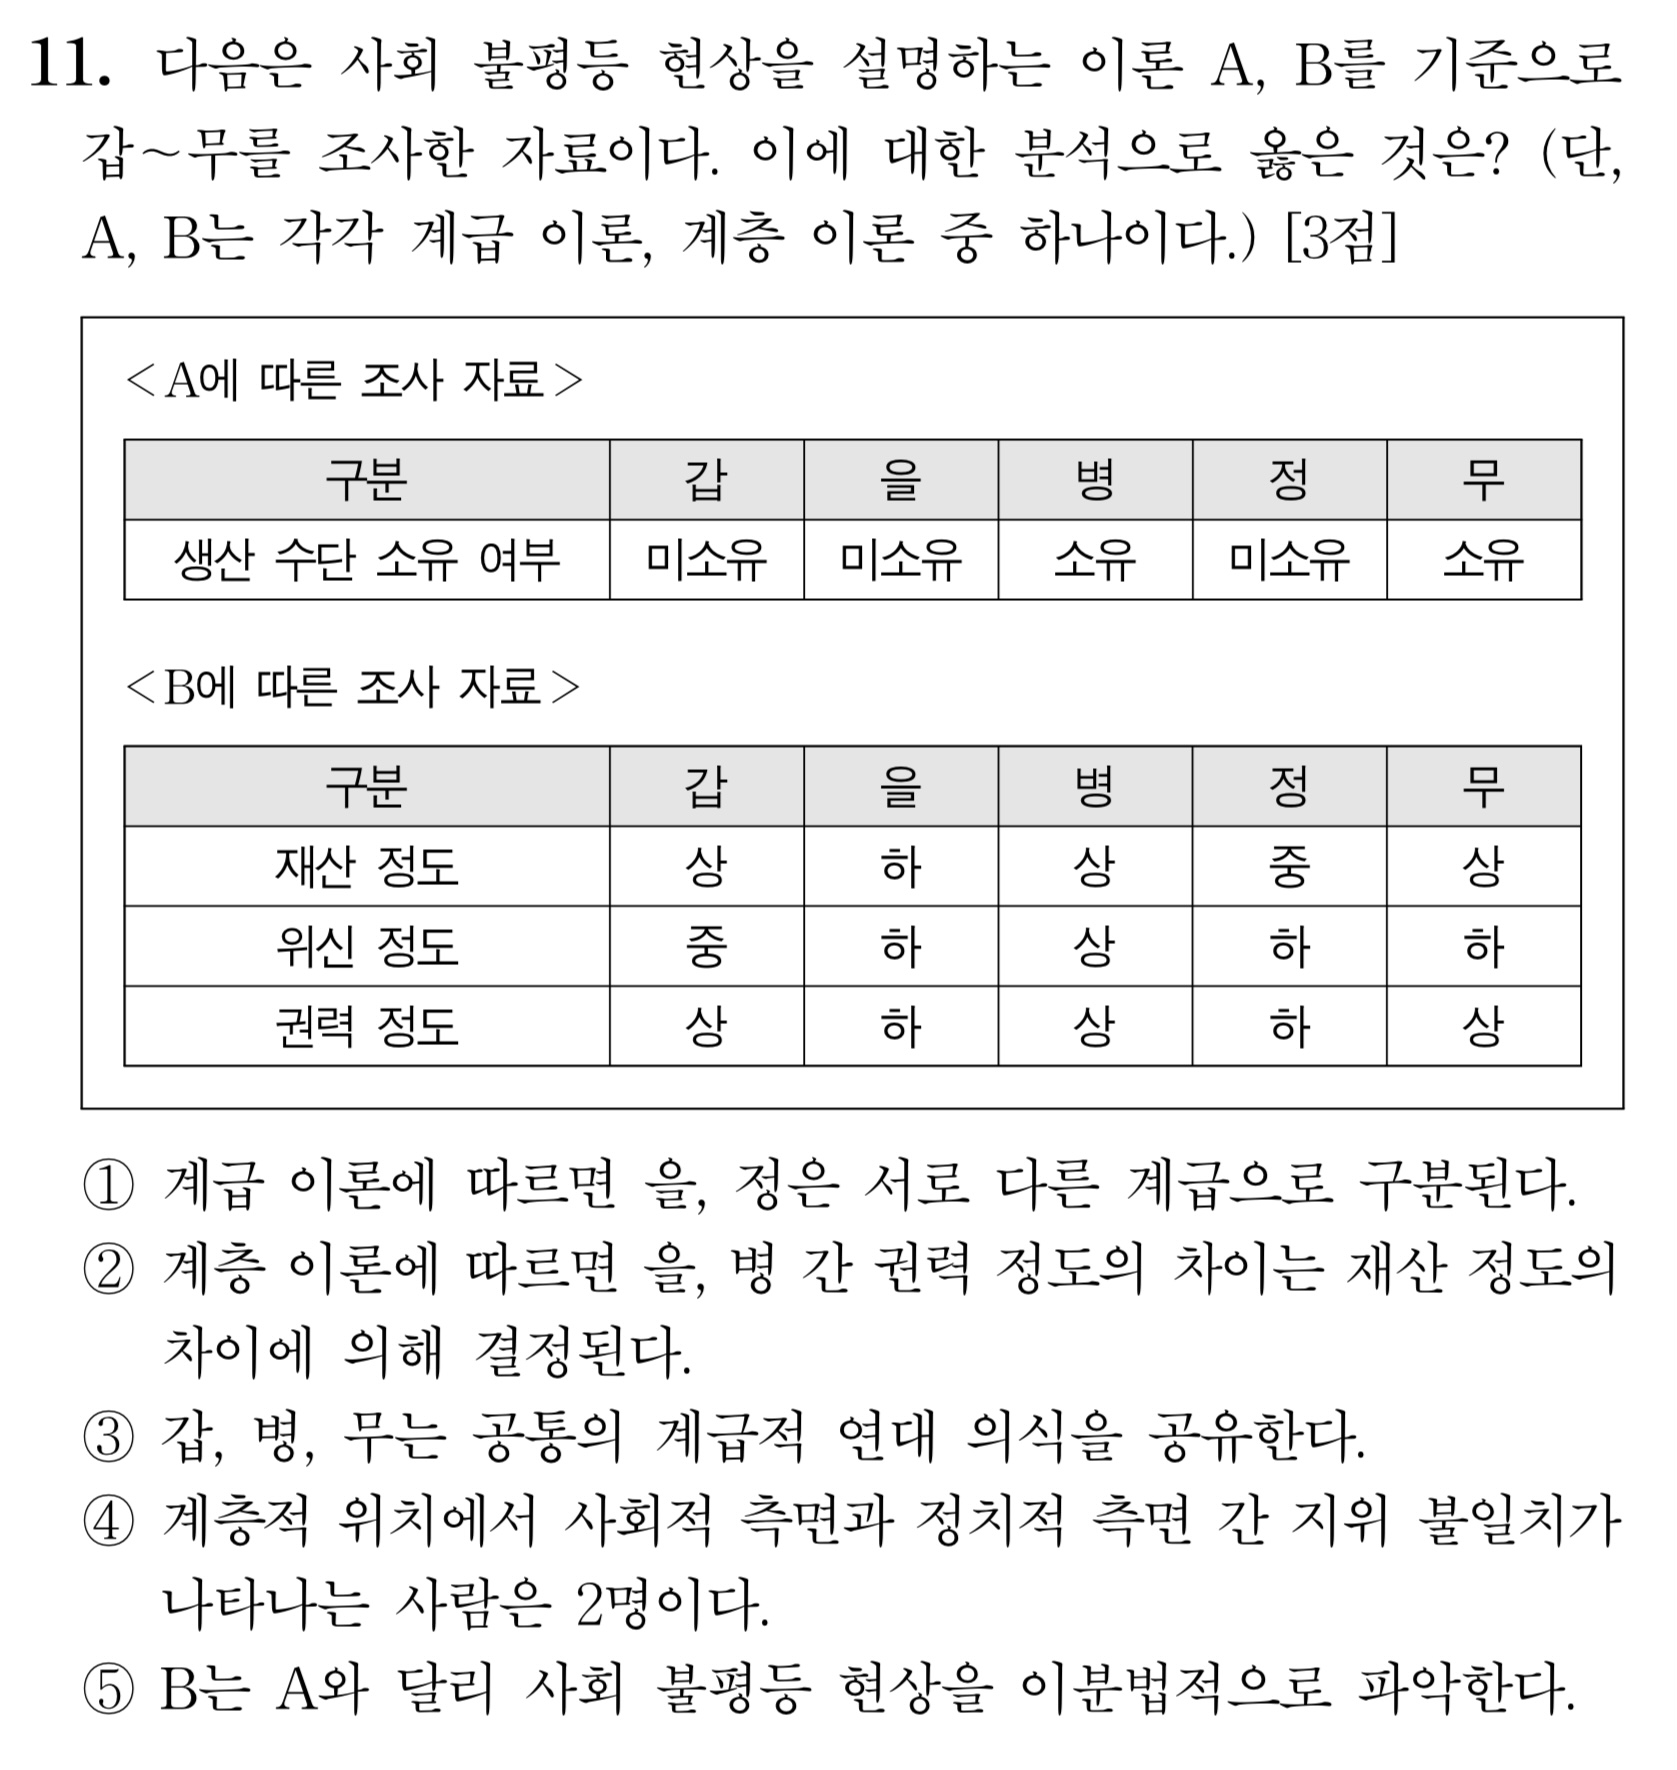 11. 다음은 사회 불평등 현상을 설명하는 이론 A, B를 기준으로
갑~무를 조사한 자료이다. 이에 대한 분석으로 옳은 것은? (단,
A, B는 각각 계급 이론, 계층 이론 중 하나이다.) [3점]
<A에 따른 조사 자료>
구분 갑 을 병 정 무
생산 수단 소유 여부 미소유 미소유 소유 미소유 소유
<B에 따른 조사 자료>
구분 갑 을 병 정 무
재산 정도 상 하 상 중 상
위신 정도 중 하 상 하 하
권력 정도 상 하 상 하 상
① 계급 이론에 따르면 을, 정은 서로 다른 계급으로 구분된다.
② 계층 이론에 따르면 을, 병 간 권력 정도의 차이는 재산 정도의
차이에 의해 결정된다.
③ 갑, 병, 무는 공통의 계급적 연대 의식을 공유한다.
④ 계층적 위치에서 사회적 측면과 정치적 측면 간 지위 불일치가
나타나는 사람은 2명이다.
⑤ B는 A와 달리 사회 불평등 현상을 이분법적으로 파악한다.